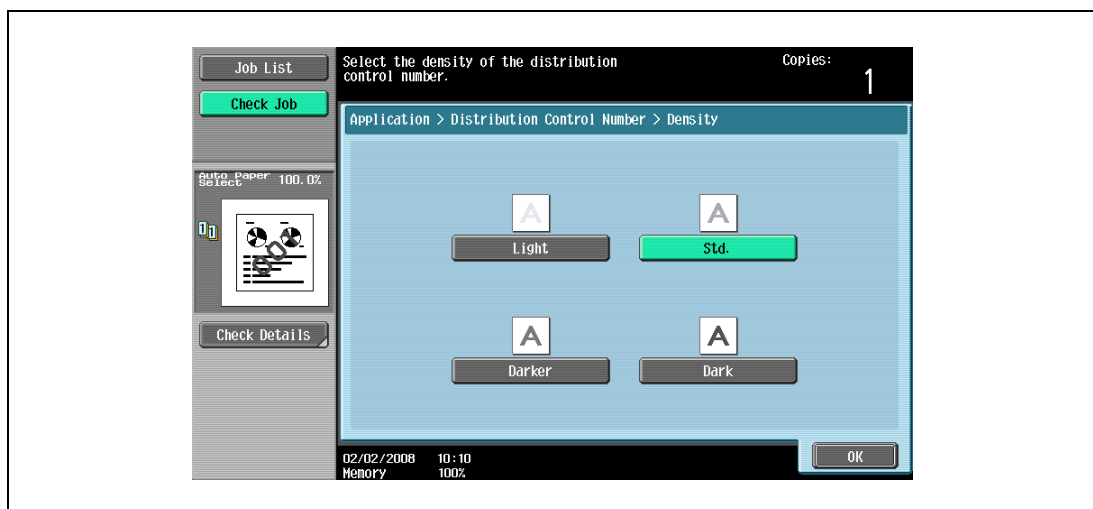 Job List
Check Job
Select the density of the distribution
control number.
Copies:
1
Application > Distribution Control Number > Density
Auto Paper
Select
100.0%
11
001
A
A
Light
Std.
A
A
Darker
Dark
Check Details
02/02/2008 10:10
Memory 100%
OK